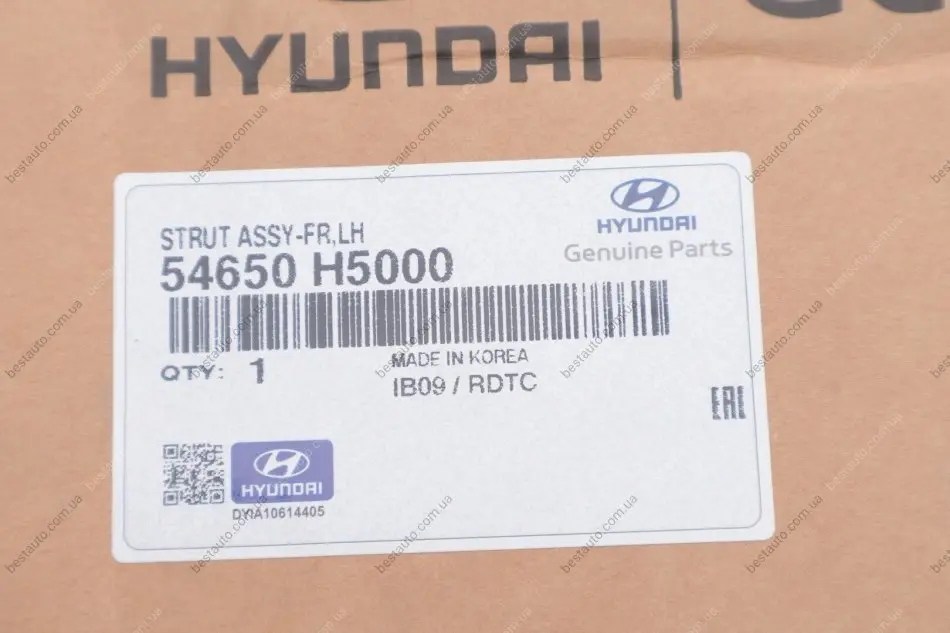 HYUNDAI
HYUNDAI
Genuine Parts
STRUT ASSY-FR,LH
54650 H5000
QTY: 1
MADE IN KOREA
IB09 / RDTC
EAC
HYUNDAI
DYIA10614405
bestauto.com.ua